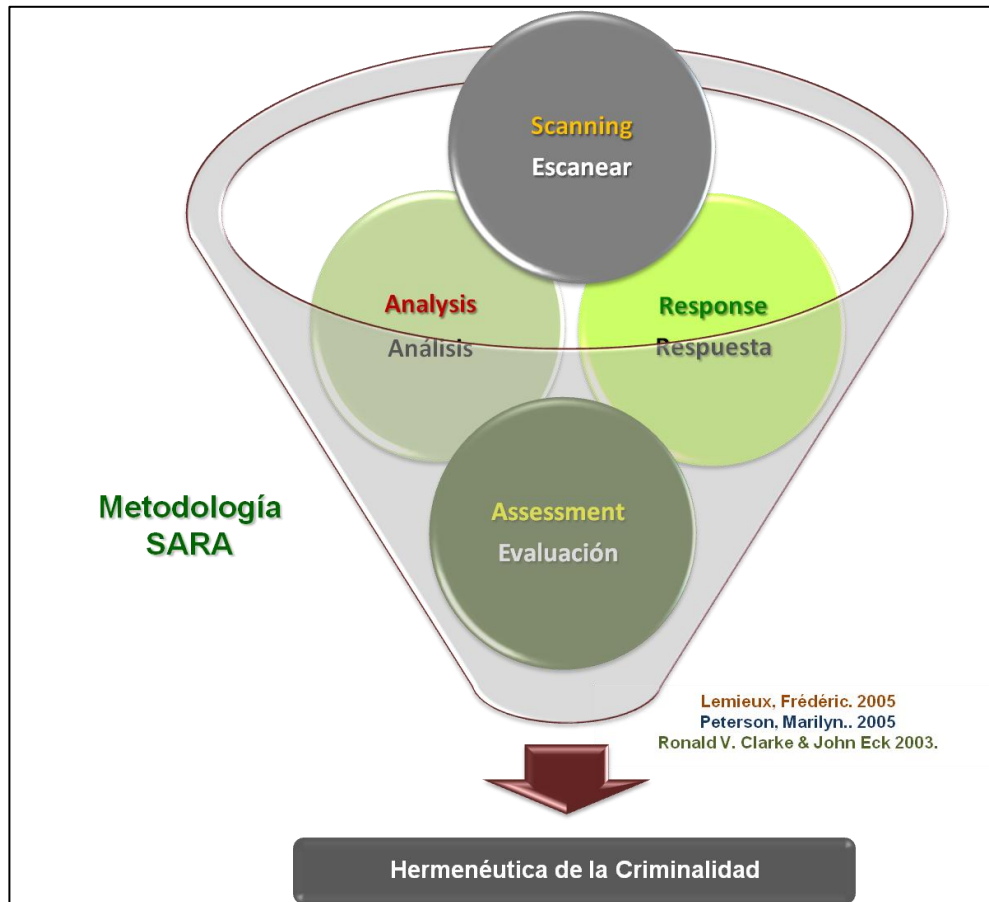 Scanning
Escanear
Analysis
Análisis
Response
Respuesta
Assessment
Evaluación
Metodología
SARA
Lemieux, Frédéric. 2005
Peterson, Marilyn.. 2005
Ronald V. Clarke & John Eck 2003.
Hermenéutica de la Criminalidad